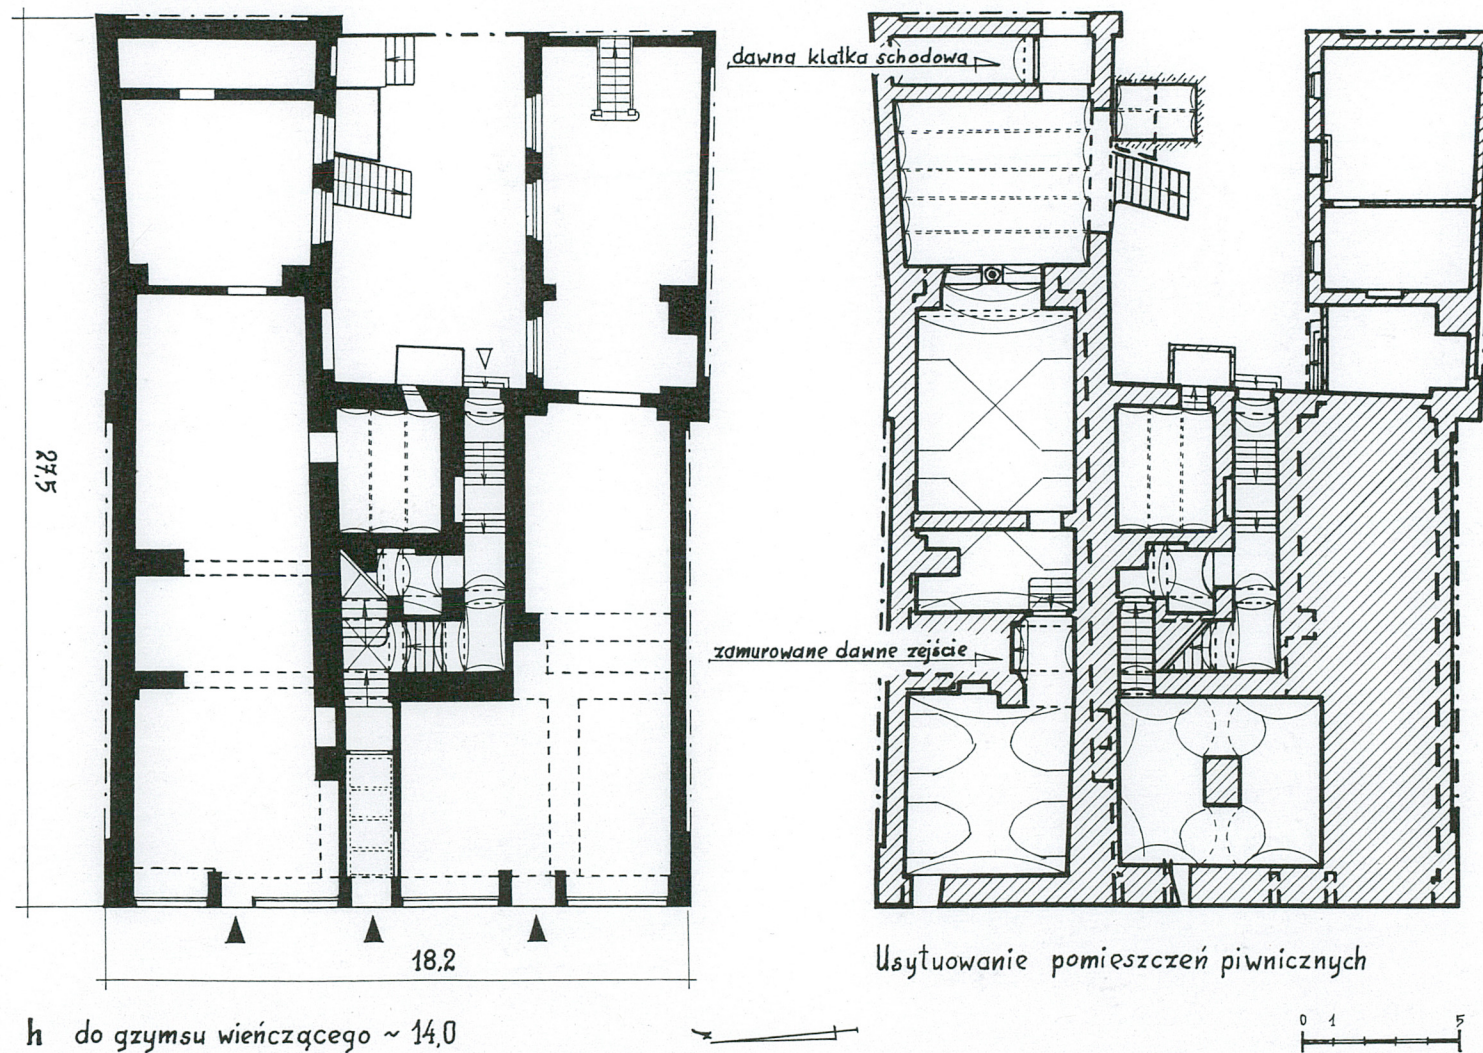 dawna klatka schodowa
27,5
zamurowane dawne zejście
18,2
Usytuowanie pomieszczeń piwnicznych
h do gzymsu wieńczącego ~ 14,0
0 1 5